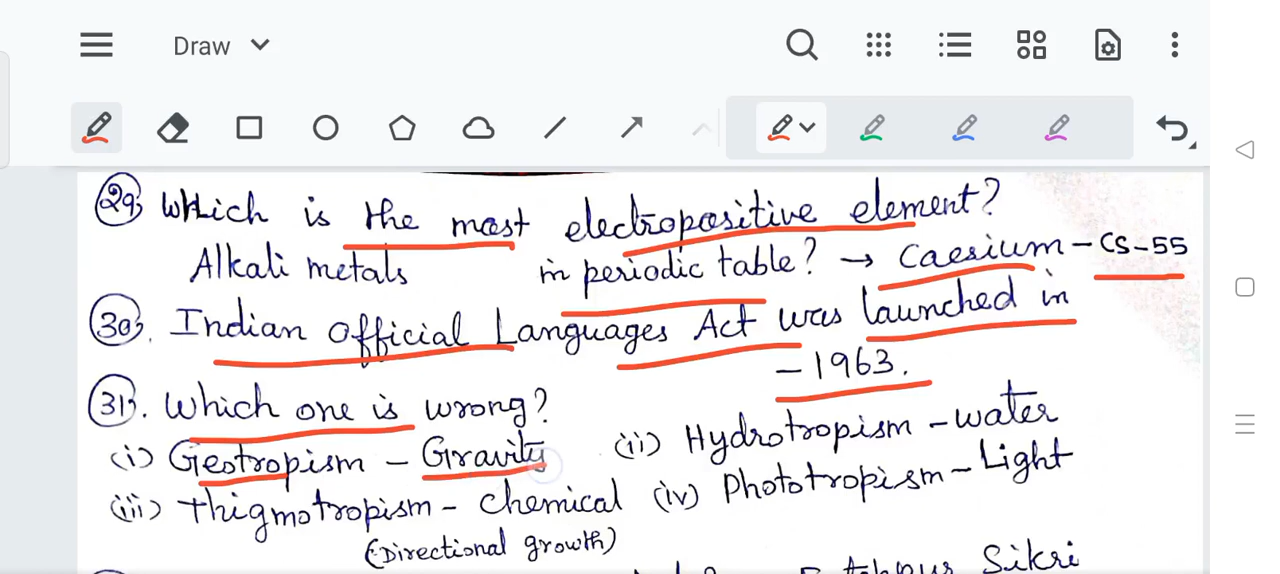 Draw
29. Which is the most electropositive element?
Alkali metals in periodic table? → Caesium - CS-55
30. Indian Official Languages Act was launched in
- 1963.
31. Which one is wrong?
(i) Geotropism - Gravity (ii) Hydrotropism - water
(iii) Thigmotropism - chemical (iv) Phototropism - Light
(Directional growth)
Sikri